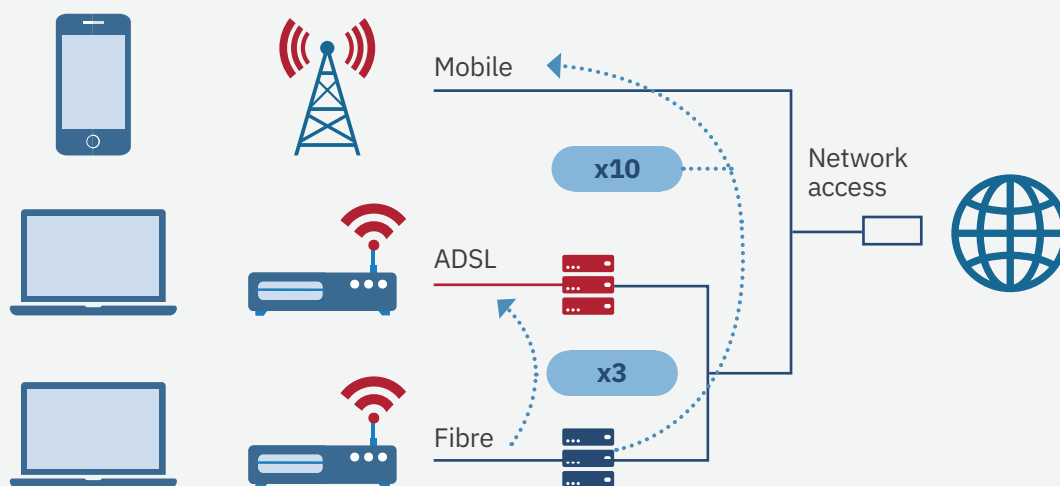 Mobile
x10
Network
access
ADSL
x3
Fibre